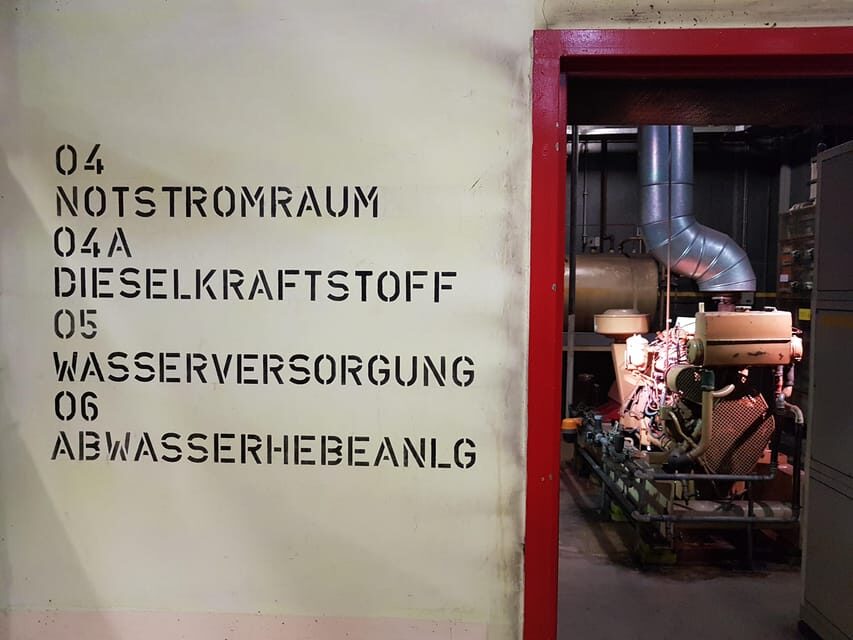 04
NOTSTROMRAUM
04A
DIESELKRAFTSTOFF
05
WASSERVERSORGUNG
06
ABWASSERHEBEANLG